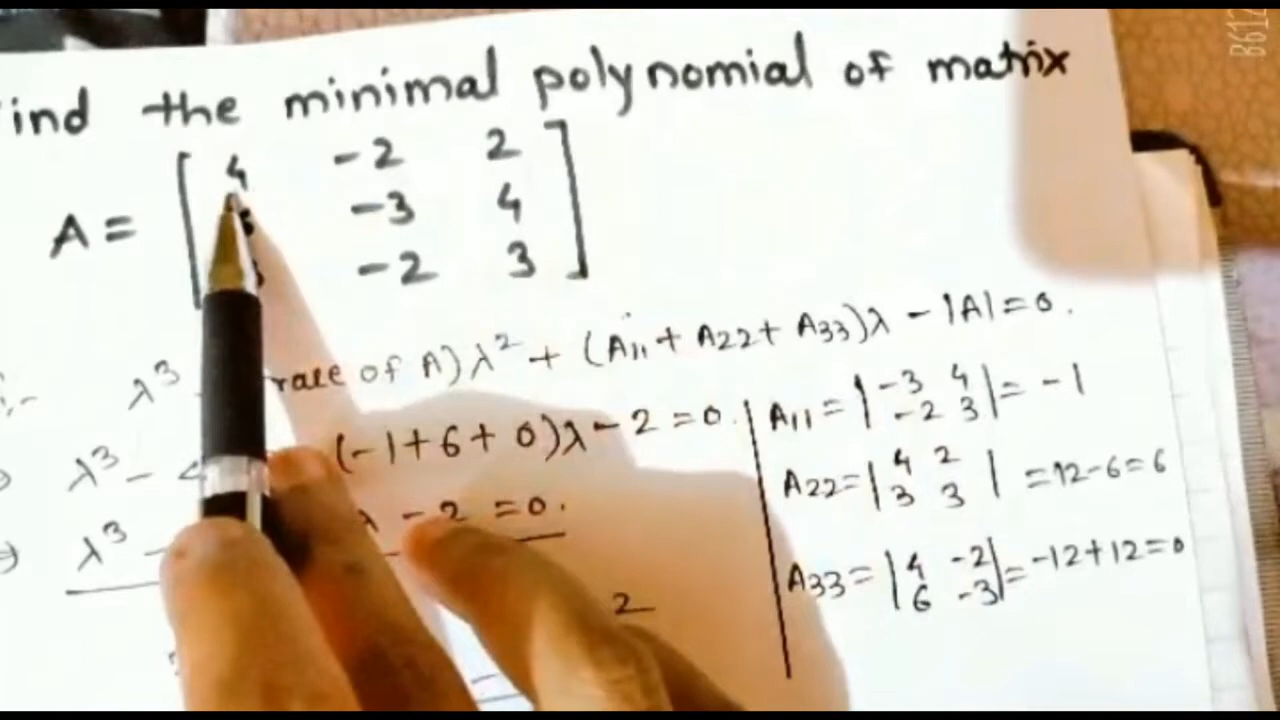 ind the minimal polynomial of matrix
A = [ 4 -2 2
-3 4
-2 3 ]
λ³ race of A)λ² + (A₁₁ + A₂₂ + A₃₃)λ - |A| = 0.
λ³ - 4 (-1+6+0)λ - 2 = 0.
λ³ - λ - 2 = 0.
2
A₁₁ = |-3 4 -2 3| = -1
A₂₂ = |4 2 3 3| = 12-6 = 6
A₃₃ = |4 -2 6 -3| = -12+12 = 0
B612